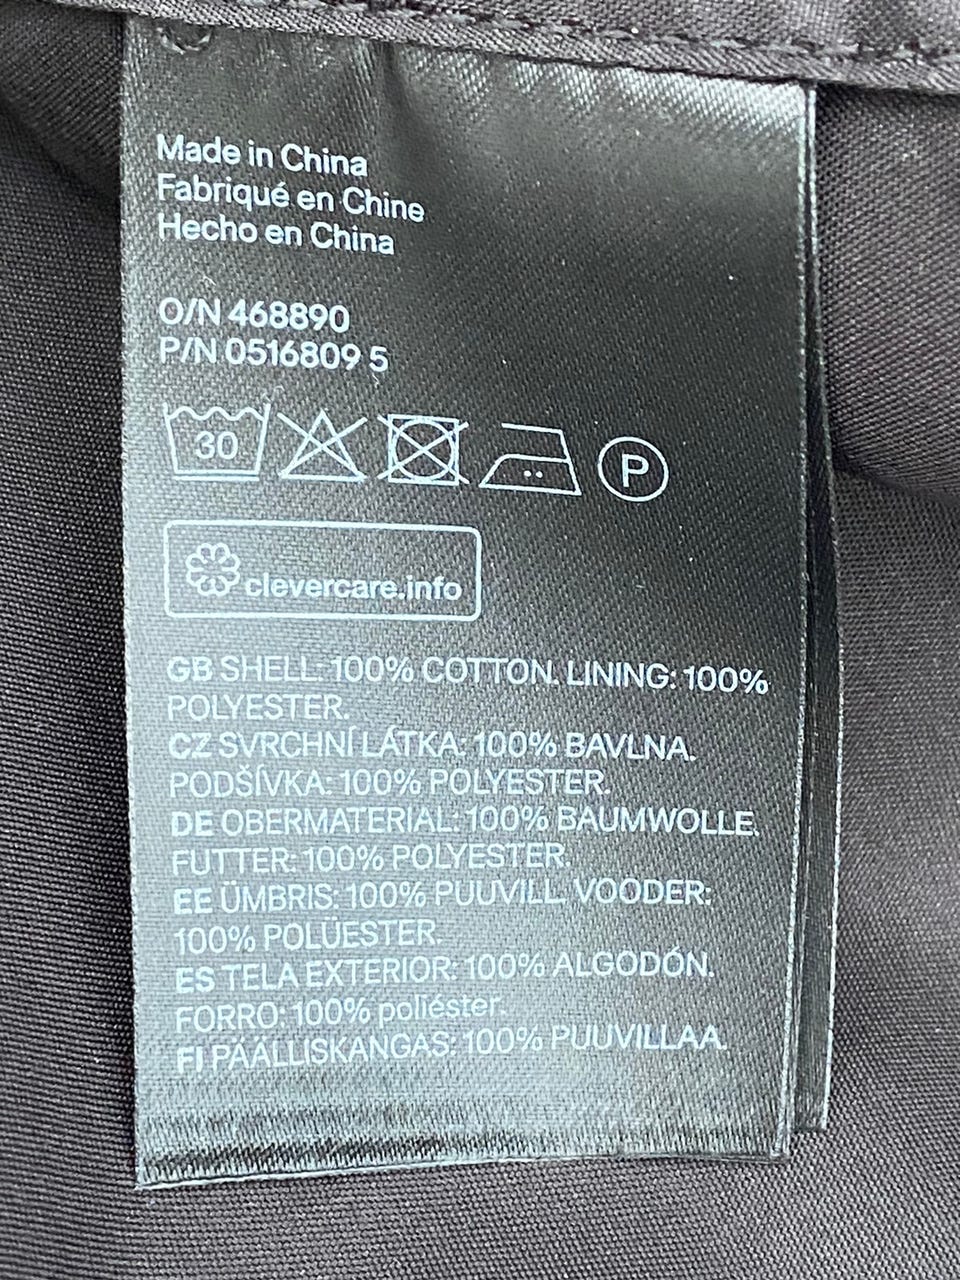 Made in China
Fabriqué en Chine
Hecho en China
O/N 468890
P/N 0516809 5
30
P
clevercare.info
GB SHELL: 100% COTTON. LINING: 100%
POLYESTER.
CZ SVRCHNÍ LÁTKA: 100% BAVLNA.
PODŠÍVKA: 100% POLYESTER.
DE OBERMATERIAL: 100% BAUMWOLLE.
FUTTER: 100% POLYESTER.
EE ÜMBRIS: 100% PUUVILL. VOODER:
100% POLÜESTER.
ES TELA EXTERIOR: 100% ALGODÓN.
FORRO: 100% poliéster.
FI PÄÄLLISKANGAS: 100% PUUVILLAA.